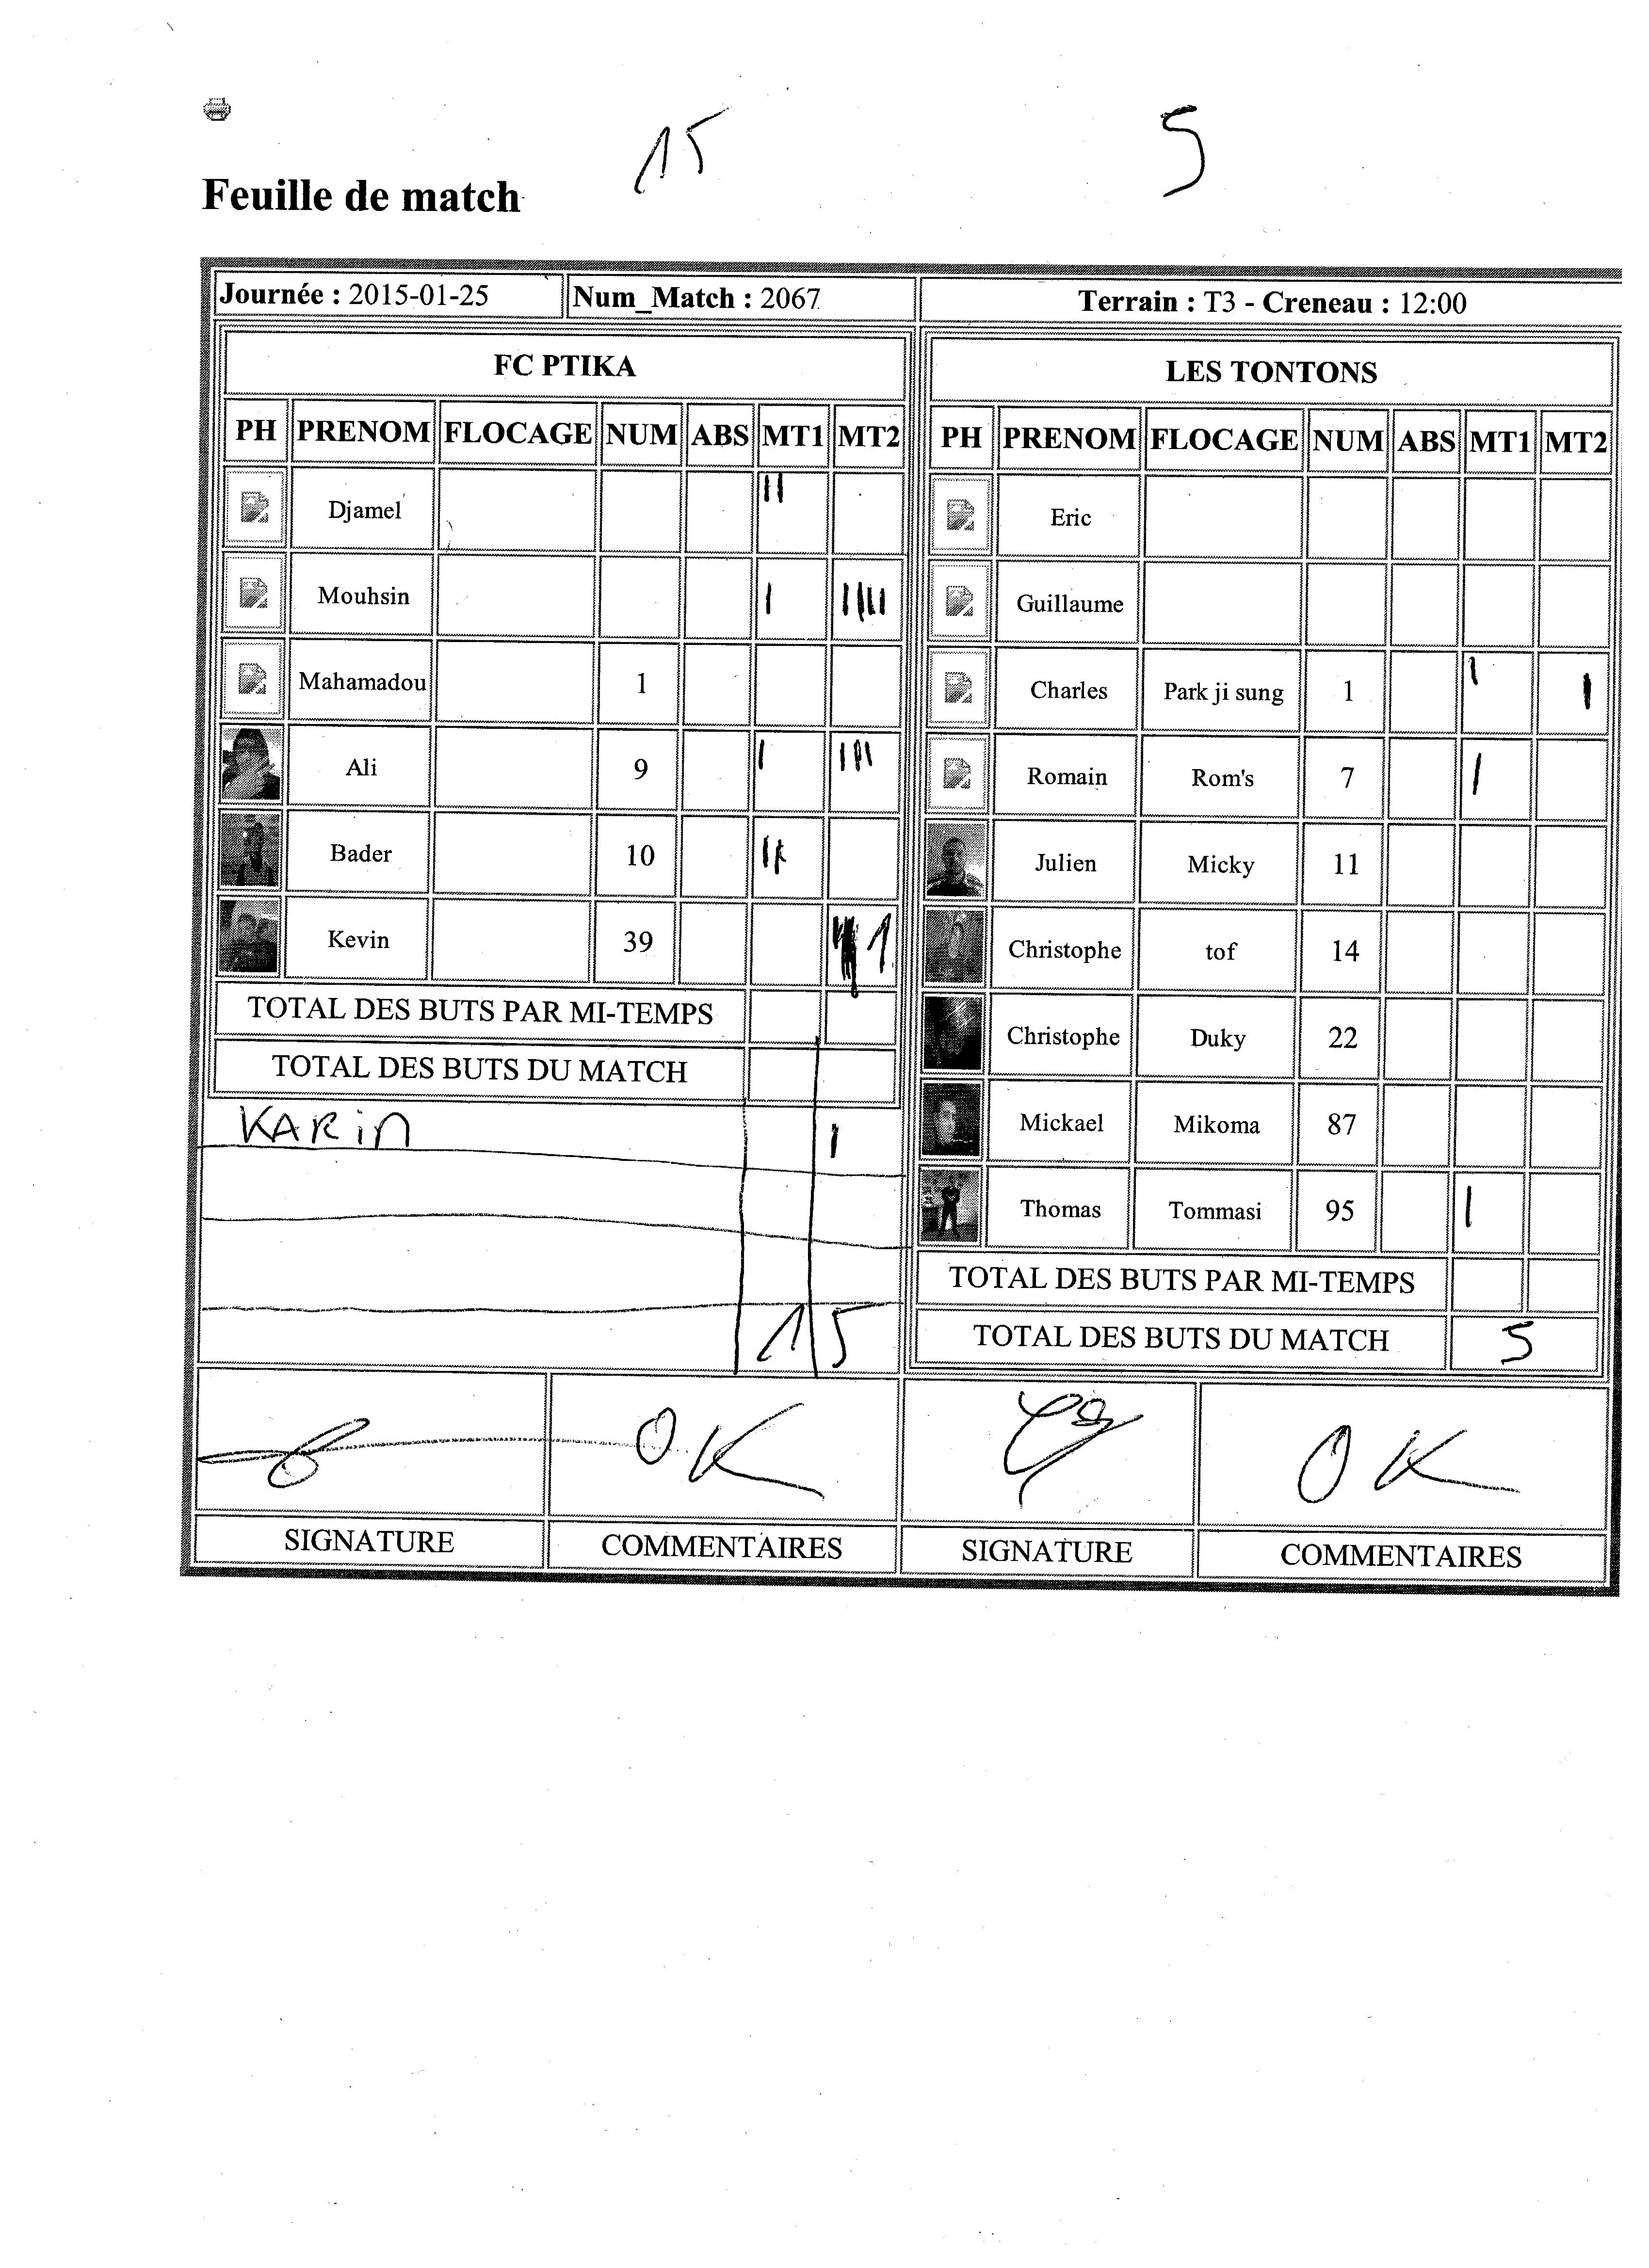 15 5
Feuille de match
Journée : 2015-01-25 Num_Match : 2067 Terrain : T3 - Creneau : 12:00
FC PTIKA
PH PRENOM FLOCAGE NUM ABS MT1 MT2
Djamel II
Mouhsin I IIII
Mahamadou 1
Ali 9 I III
Bader 10 II
Kevin 39 1
TOTAL DES BUTS PAR MI-TEMPS
TOTAL DES BUTS DU MATCH
KARIM I
15
LES TONTONS
PH PRENOM FLOCAGE NUM ABS MT1 MT2
Eric
Guillaume
Charles Park ji sung 1 I I
Romain Rom's 7 I
Julien Micky 11
Christophe tof 14
Christophe Duky 22
Mickael Mikoma 87
Thomas Tommasi 95 I
TOTAL DES BUTS PAR MI-TEMPS
TOTAL DES BUTS DU MATCH 5
OK OK
SIGNATURE COMMENTAIRES SIGNATURE COMMENTAIRES